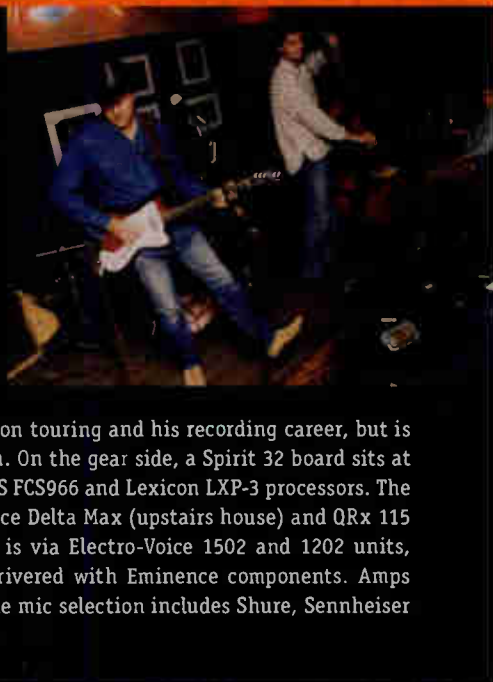 on touring and his recording career, but is
. On the gear side, a Spirit 32 board sits at
S FCS966 and Lexicon LXP-3 processors. The
ce Delta Max (upstairs house) and QRx 115
is via Electro-Voice 1502 and 1202 units,
rivered with Eminence components. Amps
e mic selection includes Shure, Sennheiser